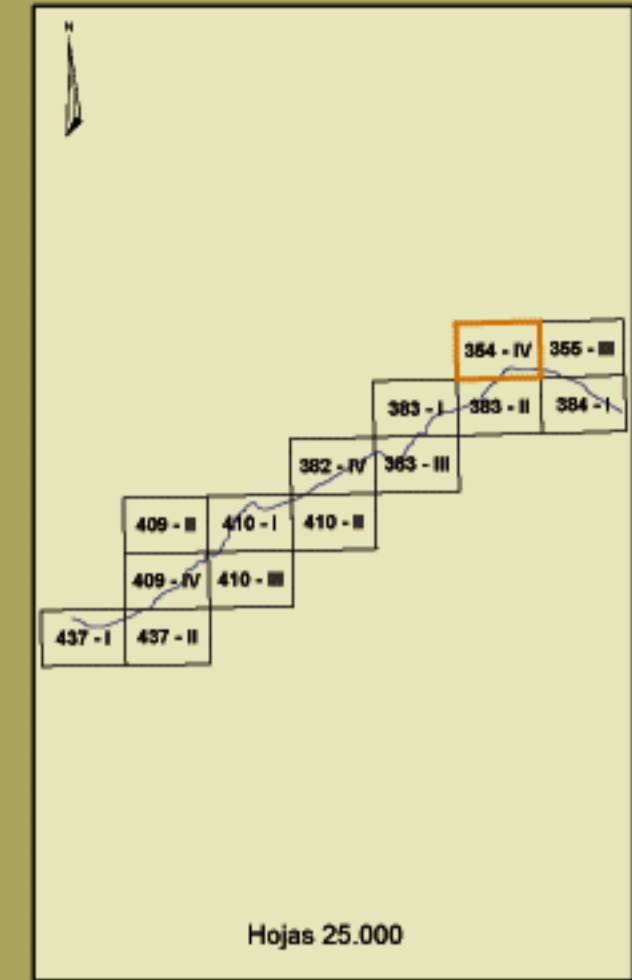 N
354 - IV 355 - III
383 - I 383 - II 384 - I
382 - IV 383 - III
409 - II 410 - I 410 - II
409 - IV 410 - III
437 - I 437 - II
Hojas 25.000